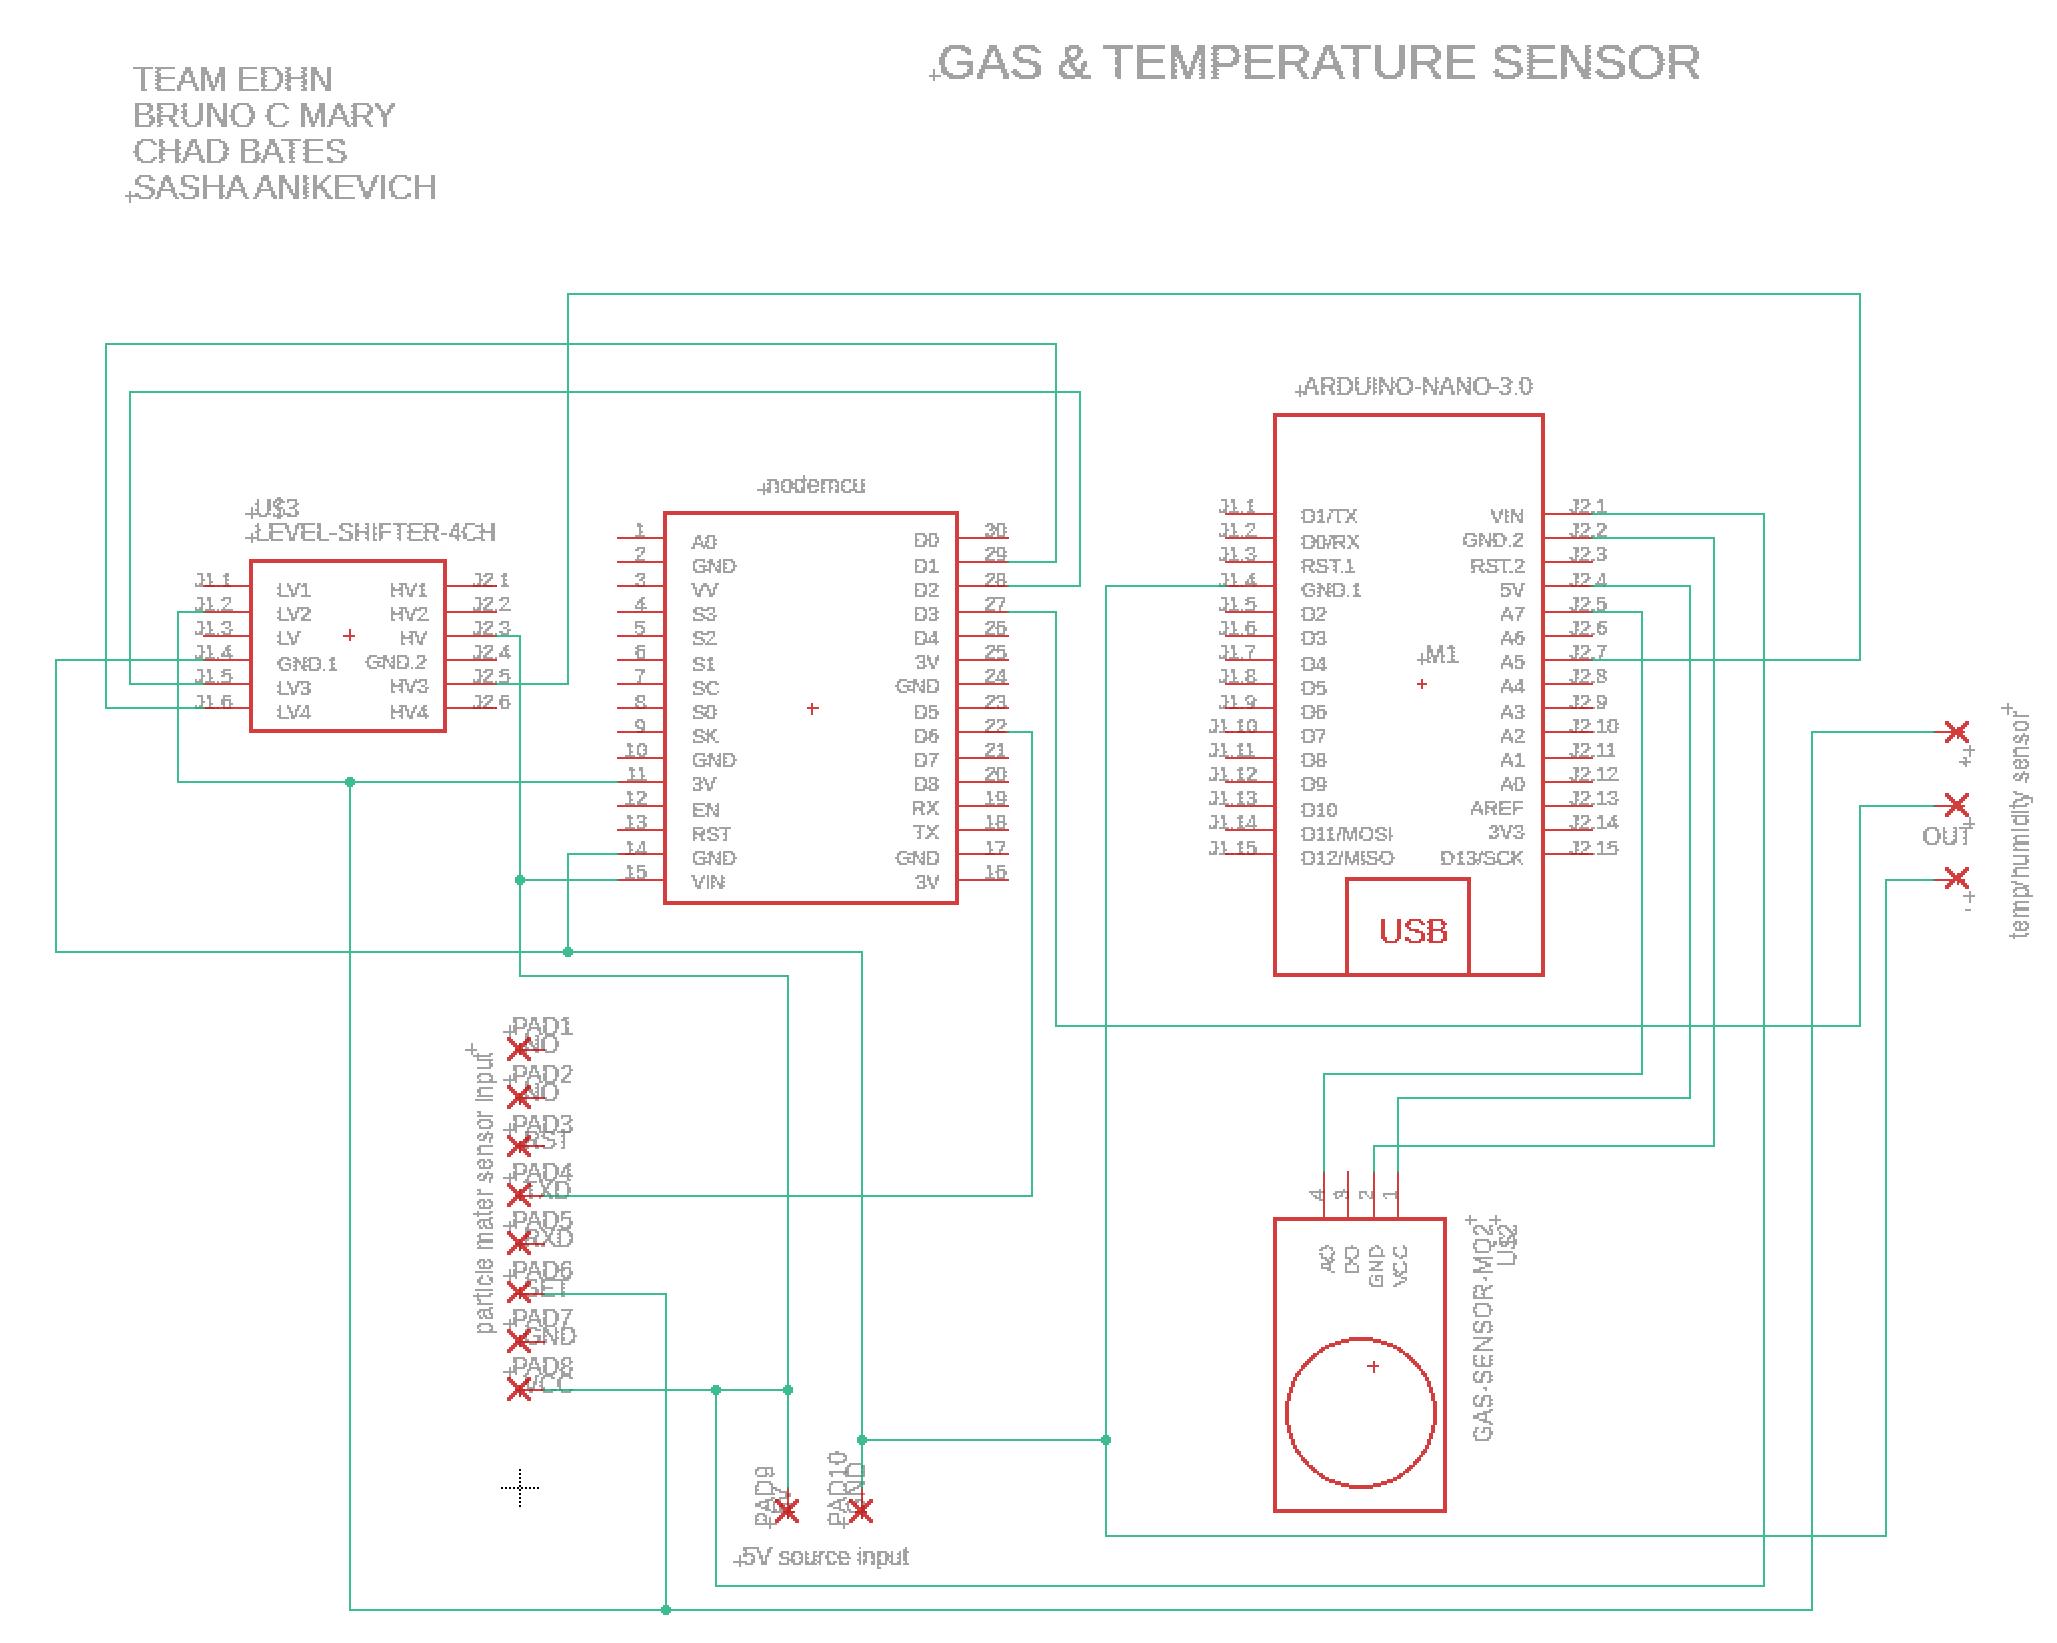 GAS & TEMPERATURE SENSOR
TEAM EDHN
BRUNO C MARY
CHAD BATES
SASHA ANIKEVICH
U$3
LEVEL-SHIFTER-4CH
J1.1 LV1 HV1 J2.1
J1.2 LV2 HV2 J2.2
J1.3 LV HV J2.3
J1.4 GND.1 GND.2 J2.4
J1.5 LV3 HV3 J2.5
J1.6 LV4 HV4 J2.6
nodemcu
1 A0 D0 30
2 GND D1 29
3 VV D2 28
4 S3 D3 27
5 S2 D4 26
6 S1 3V 25
7 SC GND 24
8 S0 D5 23
9 SK D6 22
10 GND D7 21
11 3V D8 20
12 EN RX 19
13 RST TX 18
14 GND GND 17
15 VIN 3V 16
ARDUINO-NANO-3.0
M1
J1.1 D1/TX VIN J2.1
J1.2 D0/RX GND.2 J2.2
J1.3 RST.1 RST.2 J2.3
J1.4 GND.1 5V J2.4
J1.5 D2 A7 J2.5
J1.6 D3 A6 J2.6
J1.7 D4 A5 J2.7
J1.8 D5 A4 J2.8
J1.9 D6 A3 J2.9
J1.10 D7 A2 J2.10
J1.11 D8 A1 J2.11
J1.12 D9 A0 J2.12
J1.13 D10 AREF J2.13
J1.14 D11/MOSI 3V3 J2.14
J1.15 D12/MISO D13/SCK J2.15
USB
+
OUT
-
temp/humidity sensor
particle mater sensor input
PAD1
NO
PAD2
NO
PAD3
RST
PAD4
TXD
PAD5
RXD
PAD6
SET
PAD7
GND
PAD8
VCC
PAD9
PAD10
GND
5V source input
4 3 2 1
AO DO GND VCC
GAS-SENSOR-MQ2
U$2